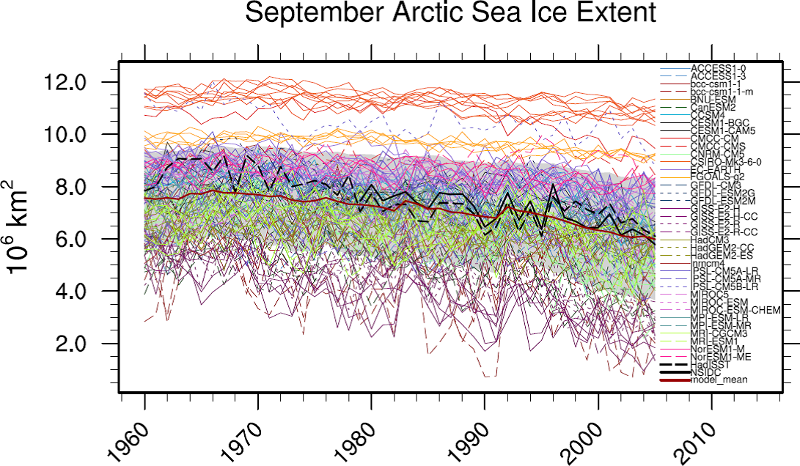 September Arctic Sea Ice Extent
10⁶ km²
12.0
10.0
8.0
6.0
4.0
2.0
1960
1970
1980
1990
2000
2010
ACCESS1-0
ACCESS1-3
bcc-csm1-1
bcc-csm1-1-m
BNU-ESM
CanESM2
CCSM4
CESM1-BGC
CESM1-CAM5
CMCC-CM
CMCC-CMS
CNRM-CM5
CSIRO-MK3-6-0
EC-EARTH
FGOALS-g2
GFDL-CM3
GFDL-ESM2G
GFDL-ESM2M
GISS-E2-H
GISS-E2-H-CC
GISS-E2-R
GISS-E2-R-CC
HadCM3
HadGEM2-CC
HadGEM2-ES
inmcm4
IPSL-CM5A-LR
IPSL-CM5A-MR
IPSL-CM5B-LR
MIROC5
MIROC-ESM
MIROC-ESM-CHEM
MPI-ESM-LR
MPI-ESM-MR
MRI-CGCM3
MRI-ESM1
NorESM1-M
NorESM1-ME
HadISST
NSIDC
model_mean